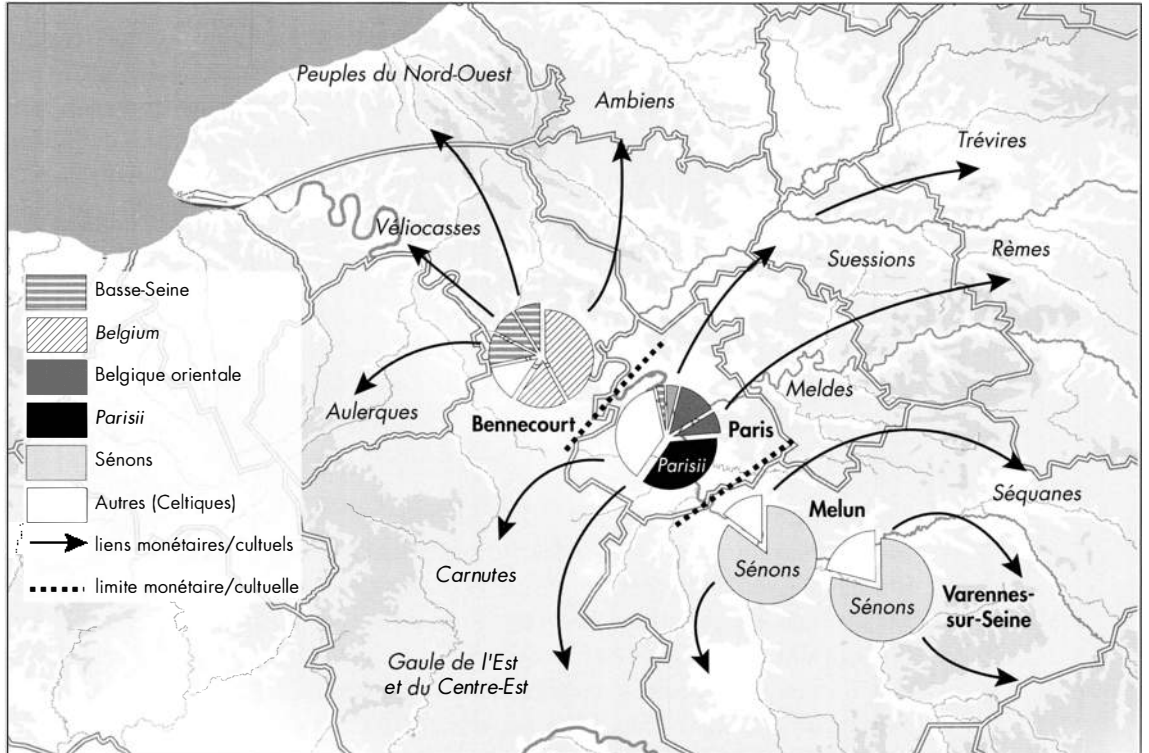 Peuples du Nord-Ouest
Ambiens
Trévires
Véliocasses
Suessions
Rèmes
Basse-Seine
Belgium
Belgique orientale
Parisii
Sénons
Autres (Celtiques)
liens monétaires/cultuels
limite monétaire/cultuelle
Aulerques
Bennecourt
Meldes
Paris
Parisii
Melun
Séquanes
Carnutes
Sénons
Sénons
Varennes-
sur-Seine
Gaule de l'Est
et du Centre-Est